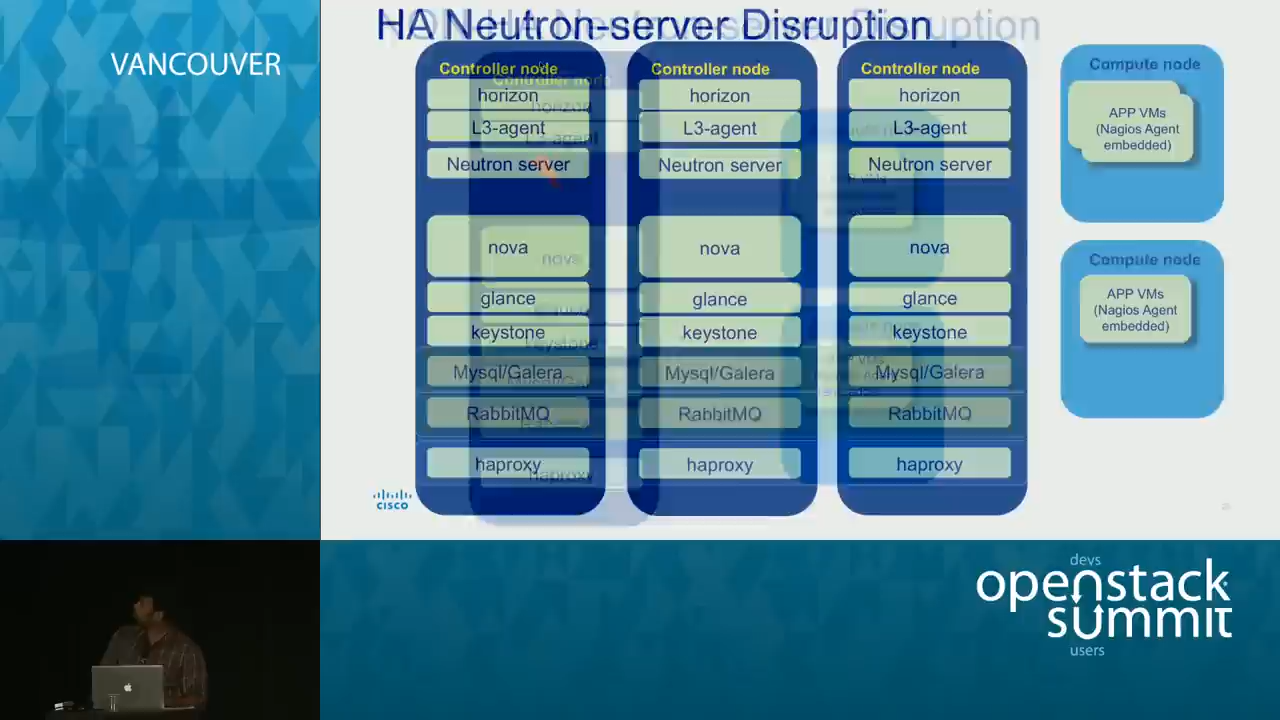 VANCOUVER
HA Neutron-server Disruption
Controller node
horizon
L3-agent
Neutron server
nova
glance
keystone
Mysql/Galera
RabbitMQ
haproxy
Controller node
horizon
L3-agent
Neutron server
nova
glance
keystone
Mysql/Galera
RabbitMQ
haproxy
Controller node
horizon
L3-agent
Neutron server
nova
glance
keystone
Mysql/Galera
RabbitMQ
haproxy
Compute node
APP VMs
(Nagios Agent
embedded)
Compute node
APP VMs
(Nagios Agent
embedded)
CISCO
devs
openstack
summit
users